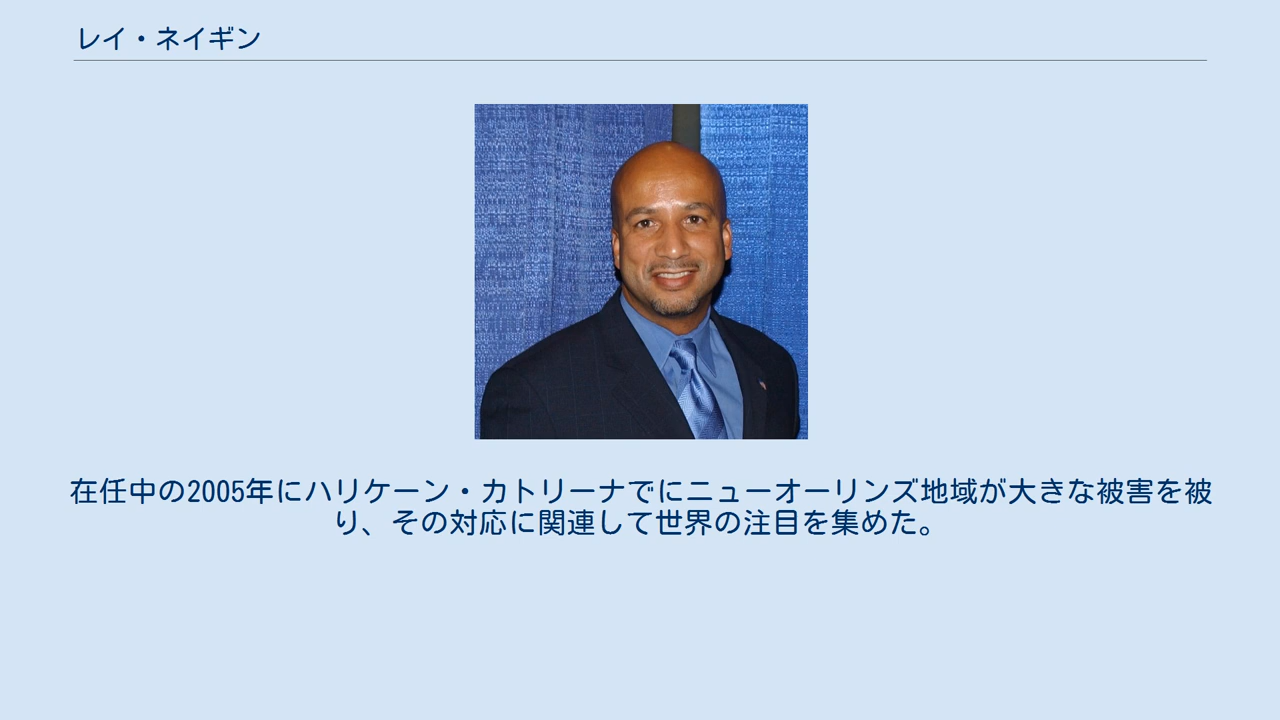 レイ・ネイギン
在任中の2005年にハリケーン・カトリーナでにニューオーリンズ地域が大きな被害を被
り、その対応に関連して世界の注目を集めた。